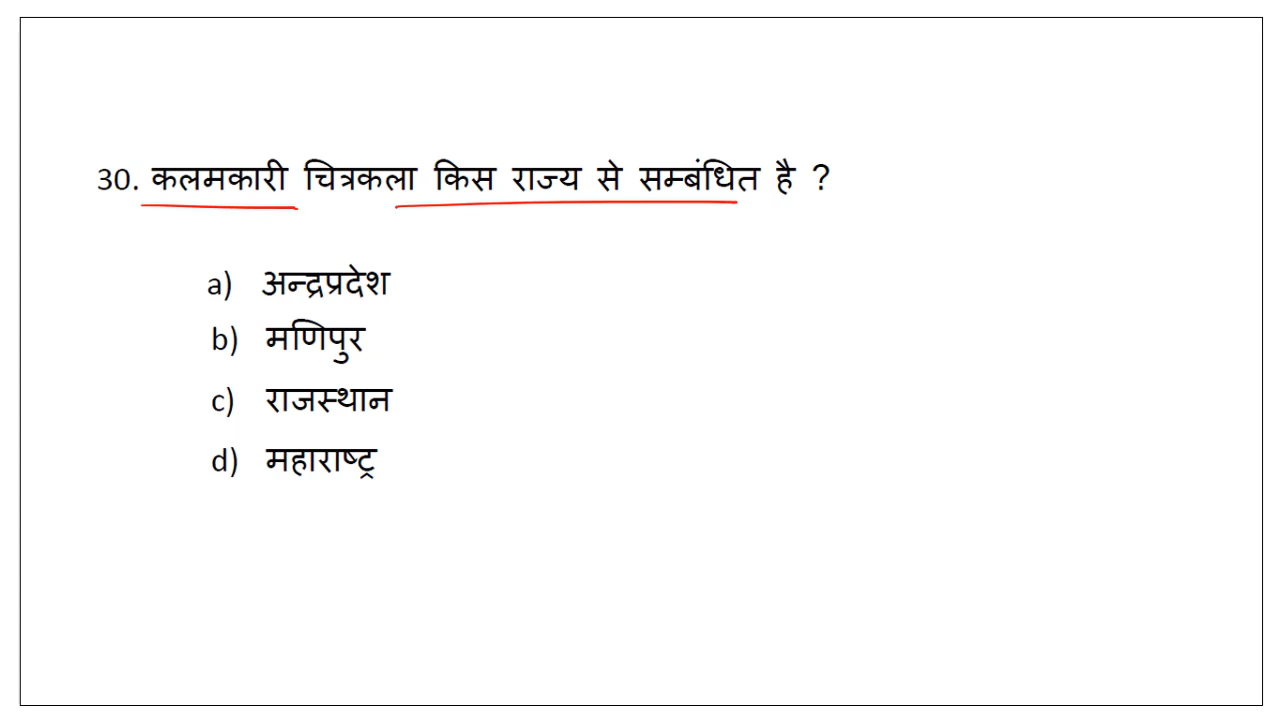 30. कलमकारी चित्रकला किस राज्य से सम्बंधित है ?
a) अन्द्रप्रदेश
b) मणिपुर
c) राजस्थान
d) महाराष्ट्र